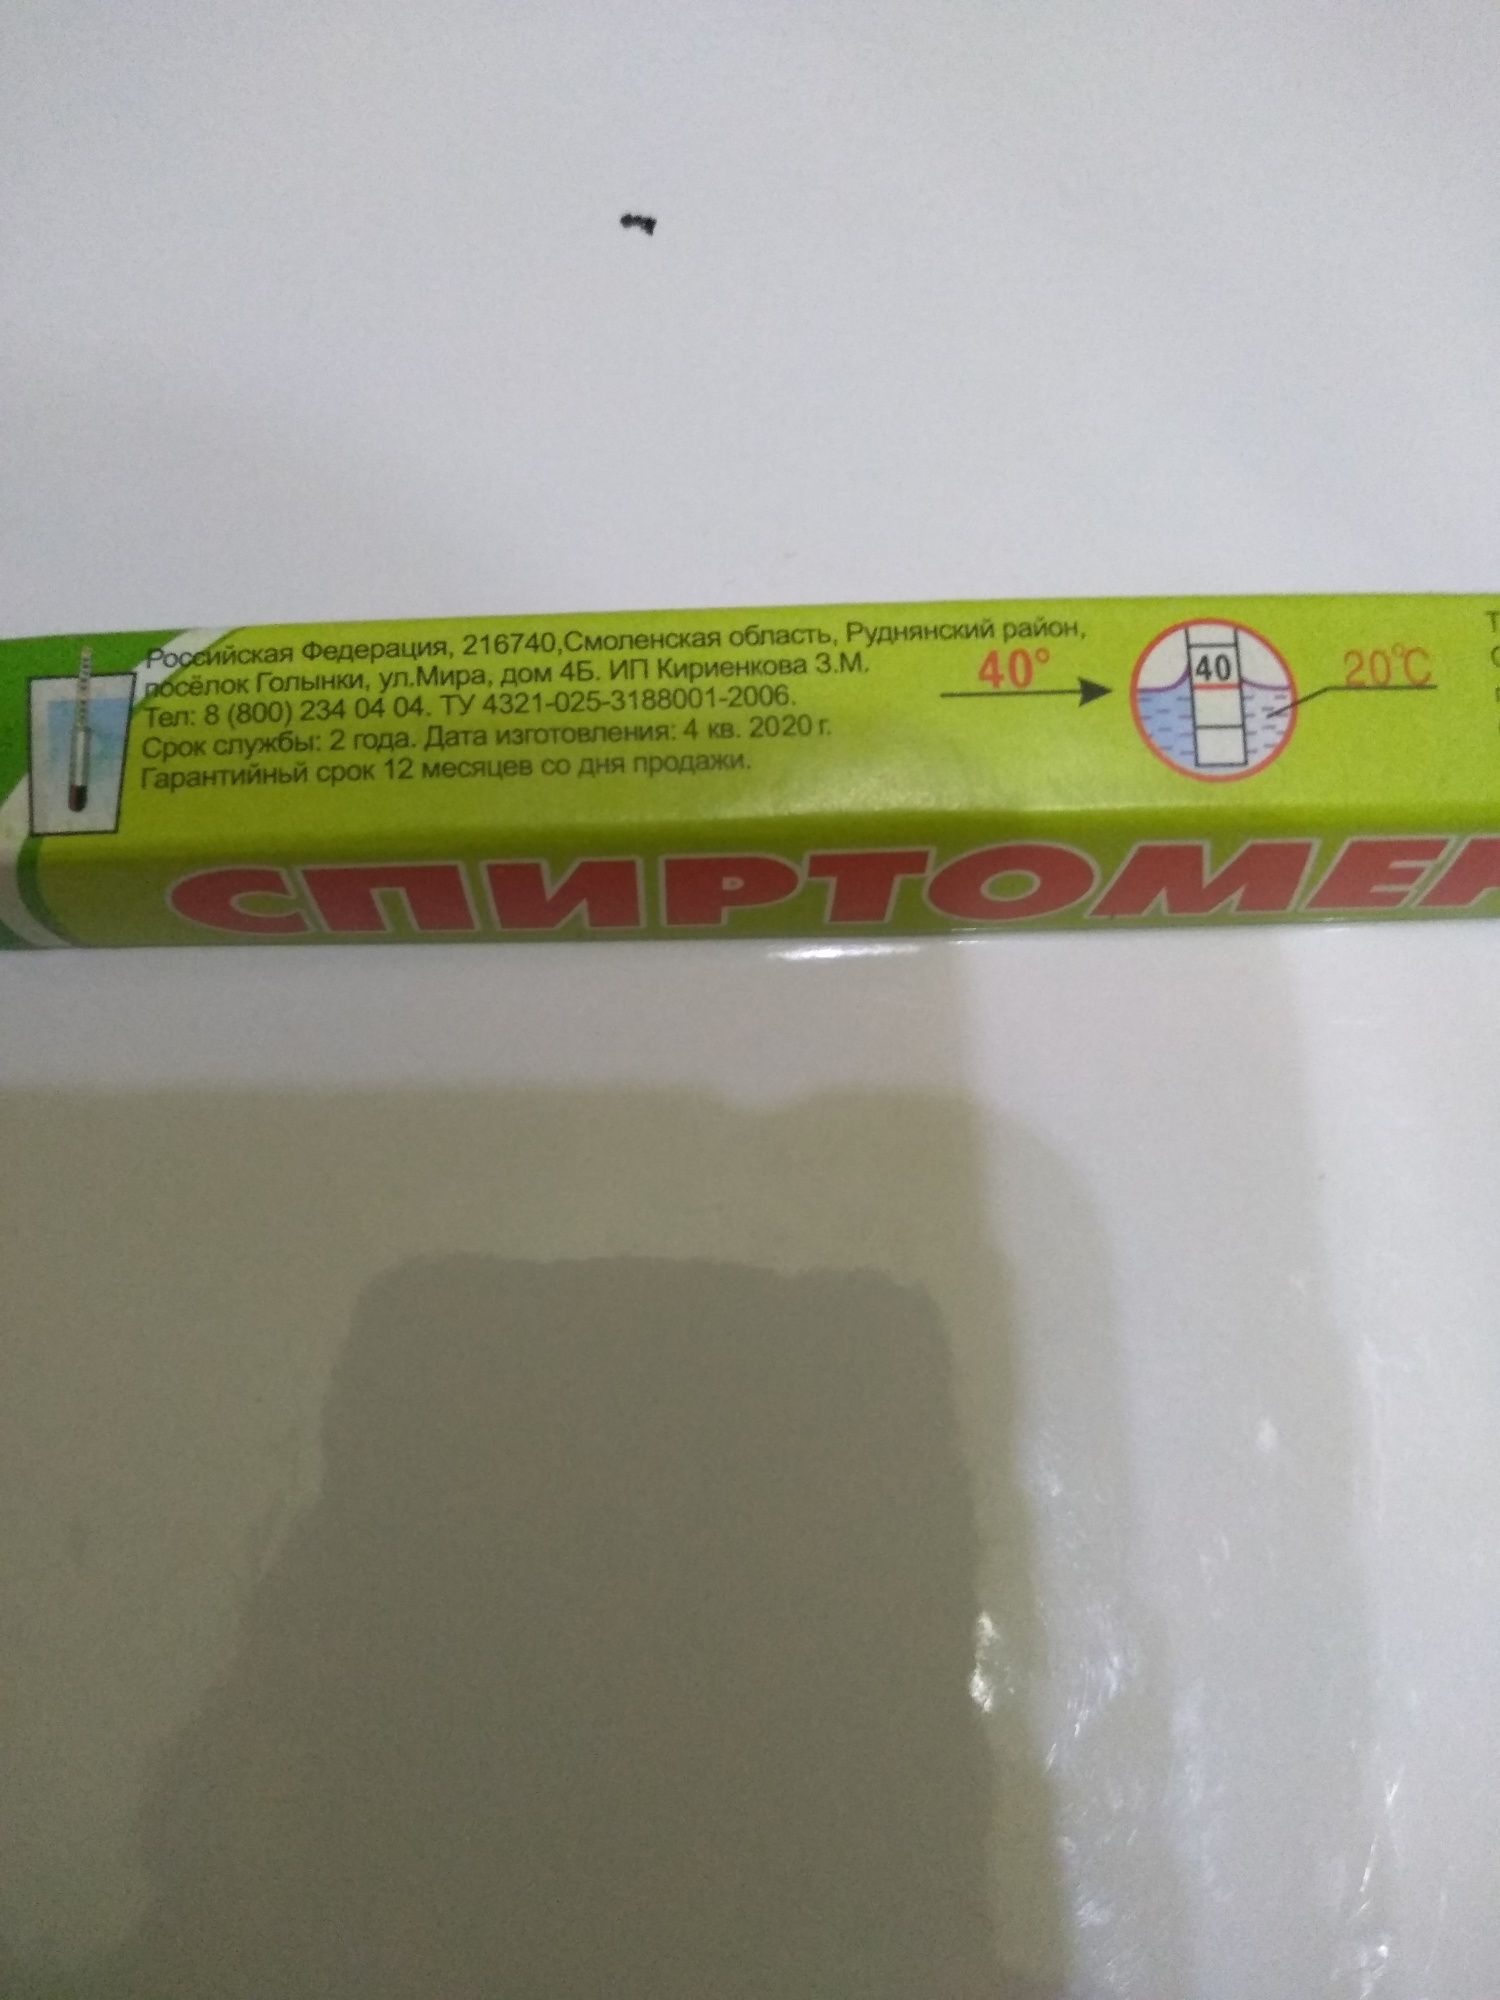 Российская Федерация, 216740,Смоленская область, Руднянский район,
посёлок Голынки, ул.Мира, дом 4Б. ИП Кириенкова З.М.
Тел: 8 (800) 234 04 04. ТУ 4321-025-3188001-2006.
Срок службы: 2 года. Дата изготовления: 4 кв. 2020 г.
Гарантийный срок 12 месяцев со дня продажи.
40°
40
20°С
СПИРТОМЕ